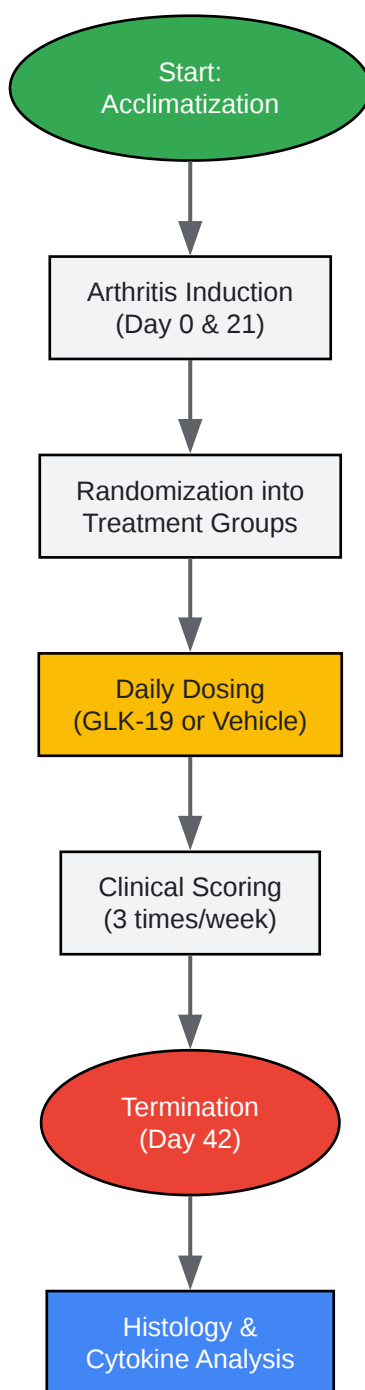 Start:
Acclimatization
Arthritis Induction
(Day 0 & 21)
Randomization into
Treatment Groups
Daily Dosing
(GLK-19 or Vehicle)
Clinical Scoring
(3 times/week)
Termination
(Day 42)
Histology &
Cytokine Analysis